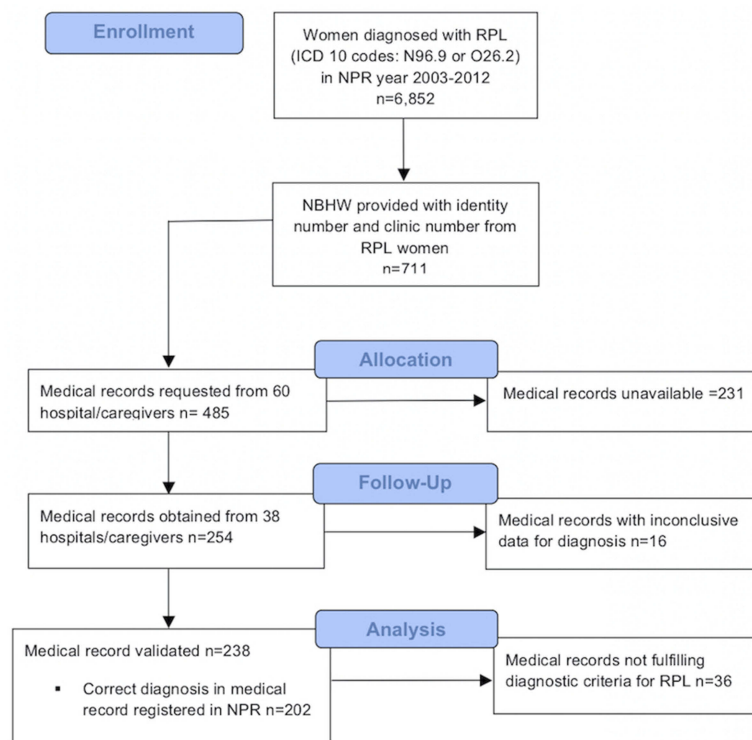 Enrollment
Women diagnosed with RPL
(ICD 10 codes: N96.9 or O26.2)
in NPR year 2003-2012
n=6,852
NBHW provided with identity
number and clinic number from
RPL women
n=711
Allocation
Medical records requested from 60
hospital/caregivers n= 485
Medical records unavailable =231
Follow-Up
Medical records obtained from 38
hospitals/caregivers n=254
Medical records with inconclusive
data for diagnosis n=16
Analysis
Medical record validated n=238
▪ Correct diagnosis in medical
record registered in NPR n=202
Medical records not fulfilling
diagnostic criteria for RPL n=36